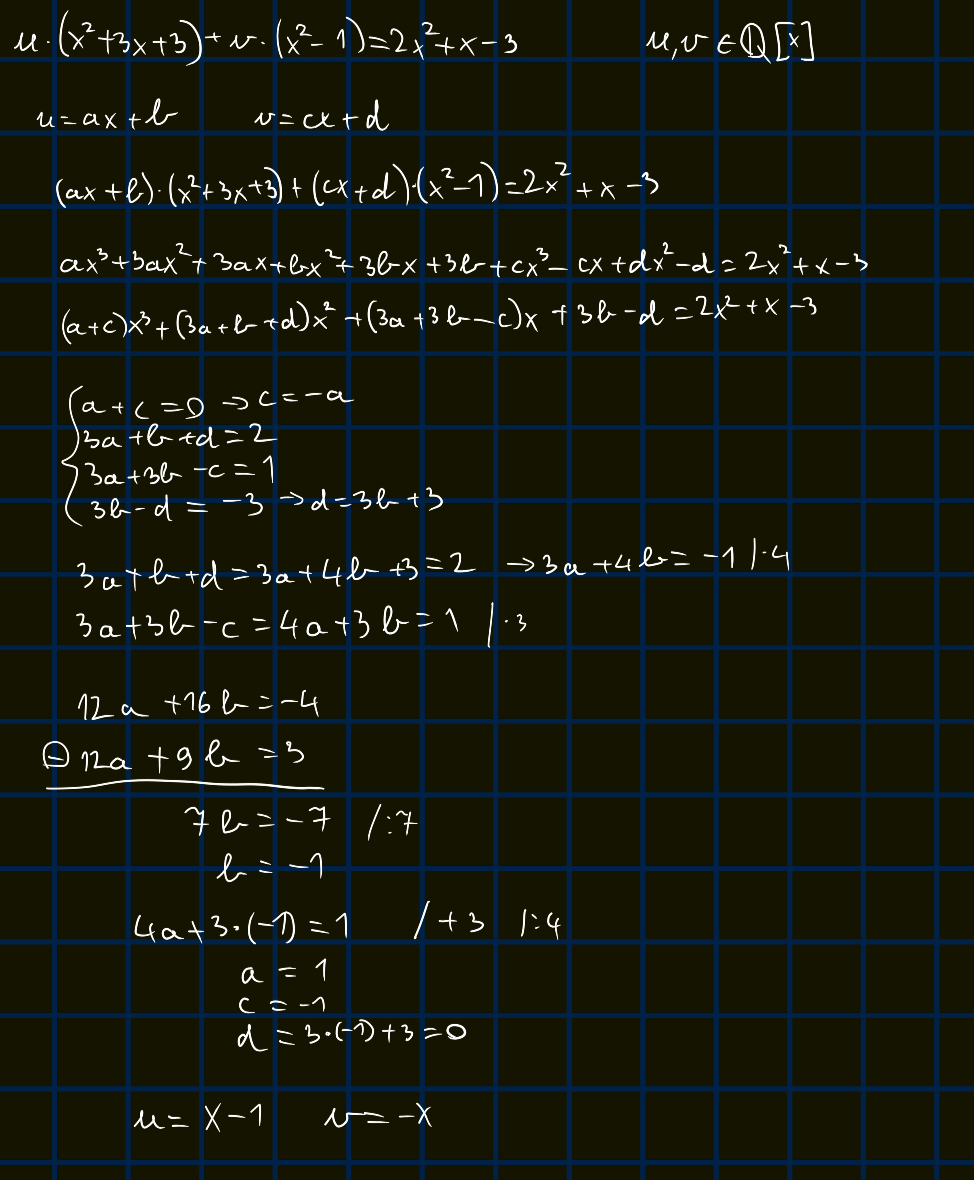 u·(x²+3x+3)+v·(x²-1)=2x²+x-3 u,v∈ℚ[x]
u=ax+b v=cx+d
(ax+b)·(x²+3x+3)+(cx+d)·(x²-1)=2x²+x-3
ax³+3ax²+3ax+bx²+3bx+3b+cx³-cx+dx²-d=2x²+x-3
(a+c)x³+(3a+b+d)x²+(3a+3b-c)x+3b-d=2x²+x-3
a+c=0 →c=-a
3a+b+d=2
3a+3b-c=1
3b-d=-3 →d=3b+3
3a+b+d=3a+4b+3=2 →3a+4b=-1 /·4
3a+3b-c=4a+3b=1 /·3
12a+16b=-4
⊖12a+9b=3
7b=-7 /:7
b=-1
4a+3·(-1)=1 /+3 /:4
a=1
c=-1
d=3·(-1)+3=0
u=x-1 v=-x